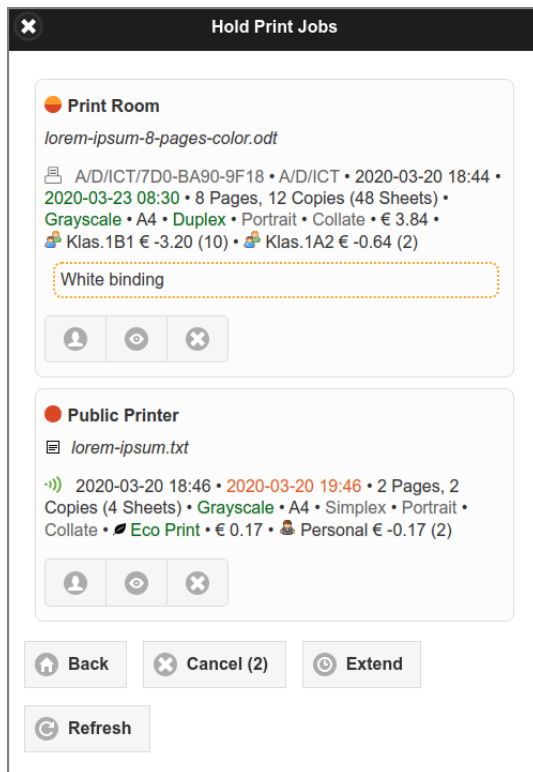 Hold Print Jobs
Print Room
lorem-ipsum-8-pages-color.odt
A/D/ICT/7D0-BA90-9F18 • A/D/ICT • 2020-03-20 18:44 •
2020-03-23 08:30 • 8 Pages, 12 Copies (48 Sheets) •
Grayscale • A4 • Duplex • Portrait • Collate • € 3.84 •
Klas.1B1 € -3.20 (10) • Klas.1A2 € -0.64 (2)
White binding
Public Printer
lorem-ipsum.txt
2020-03-20 18:46 • 2020-03-20 19:46 • 2 Pages, 2
Copies (4 Sheets) • Grayscale • A4 • Simplex • Portrait •
Collate • Eco Print • € 0.17 • Personal € -0.17 (2)
Back
Cancel (2)
Extend
Refresh